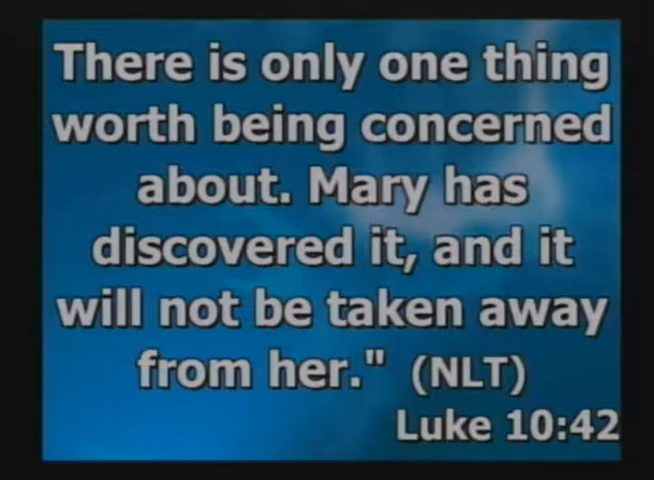 There is only one thing
worth being concerned
about. Mary has
discovered it, and it
will not be taken away
from her." (NLT)
Luke 10:42